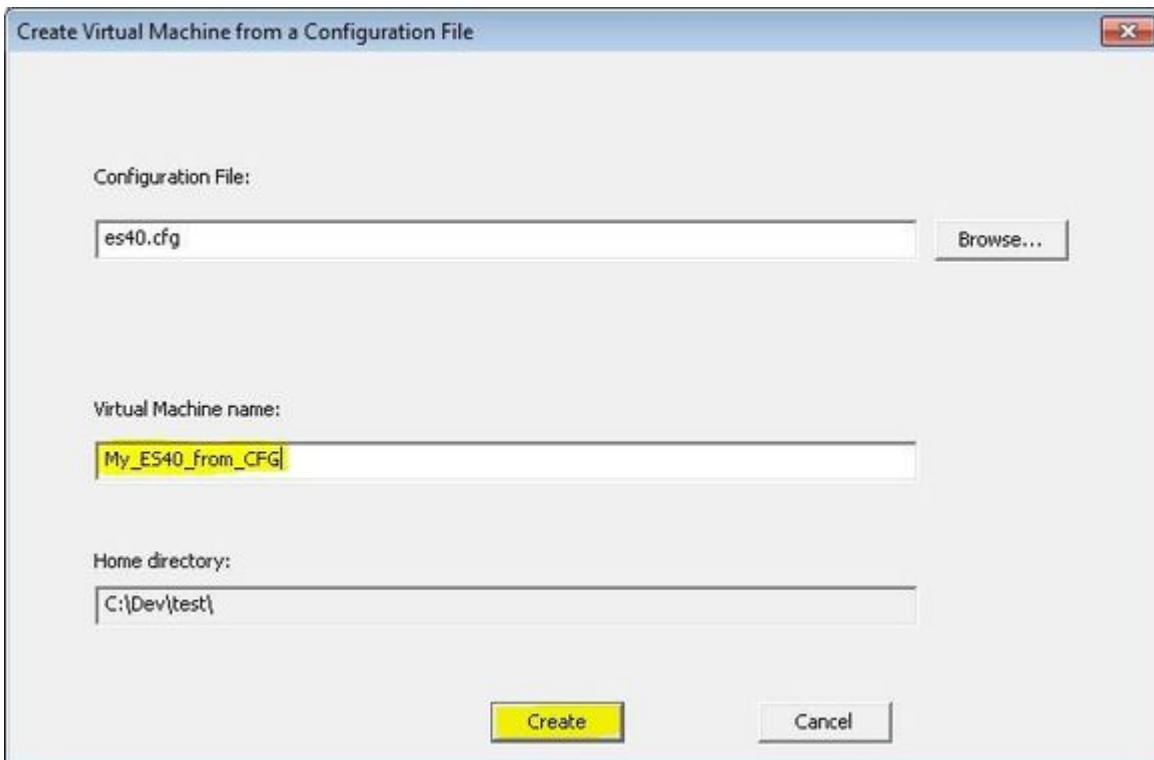 Create Virtual Machine from a Configuration File
Configuration File:
es40.cfg
Browse...
Virtual Machine name:
My_ES40_from_CFG
Home directory:
C:\Dev\test\
Create
Cancel